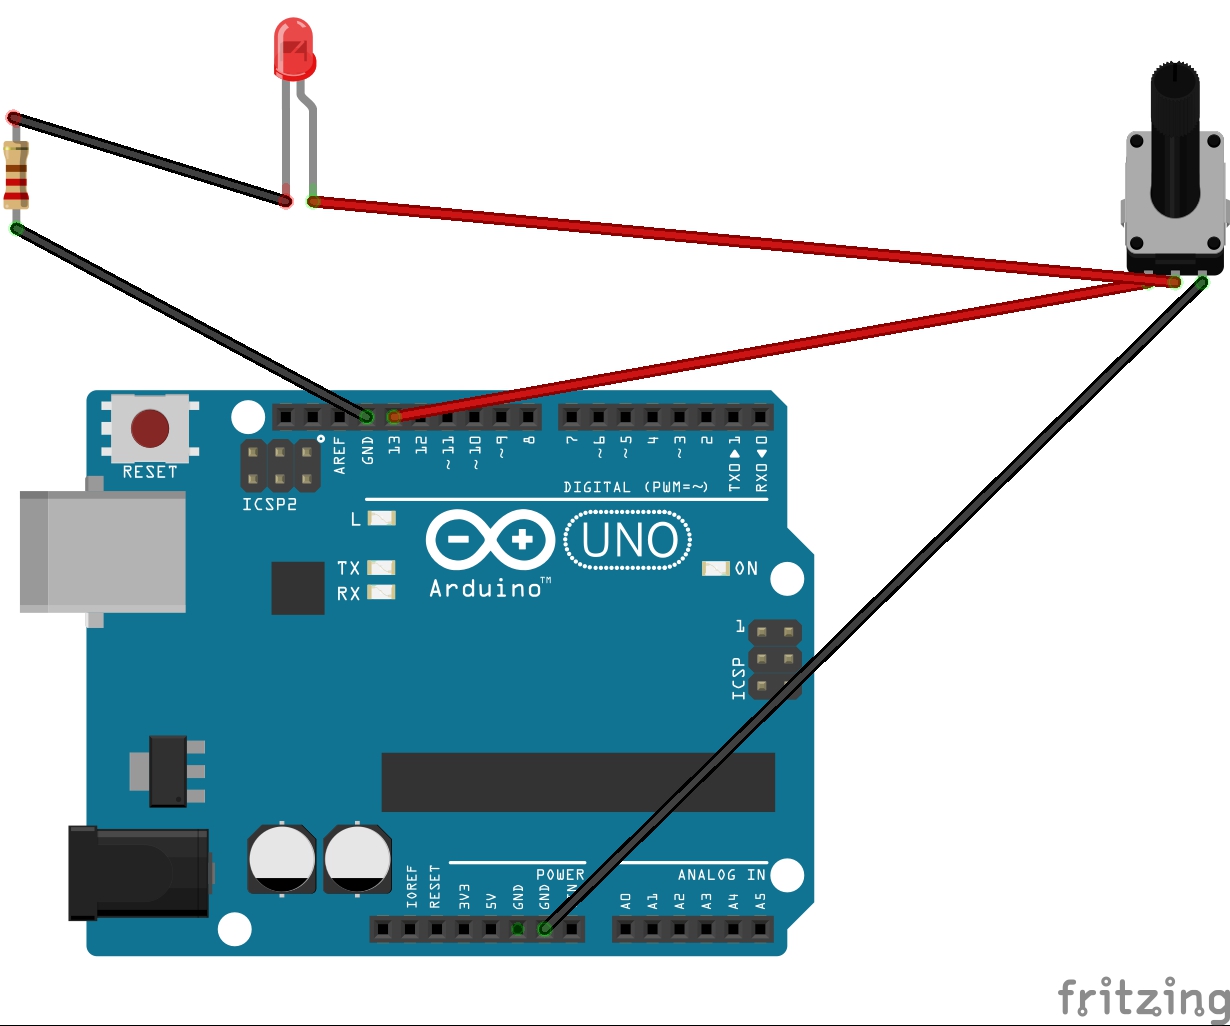 RESET
ICSP2
AREF
GND
13
12
~11
~10
~9
8
7
~6
~5
4
~3
2
TX0▶1
RX0◀0
DIGITAL (PWM=~)
L
TX
RX
UNO
Arduino™
ON
1
ICSP
POWER
ANALOG IN
IOREF
RESET
3V3
5V
GND
GND
A0
A1
A2
A3
A4
A5
fritzing